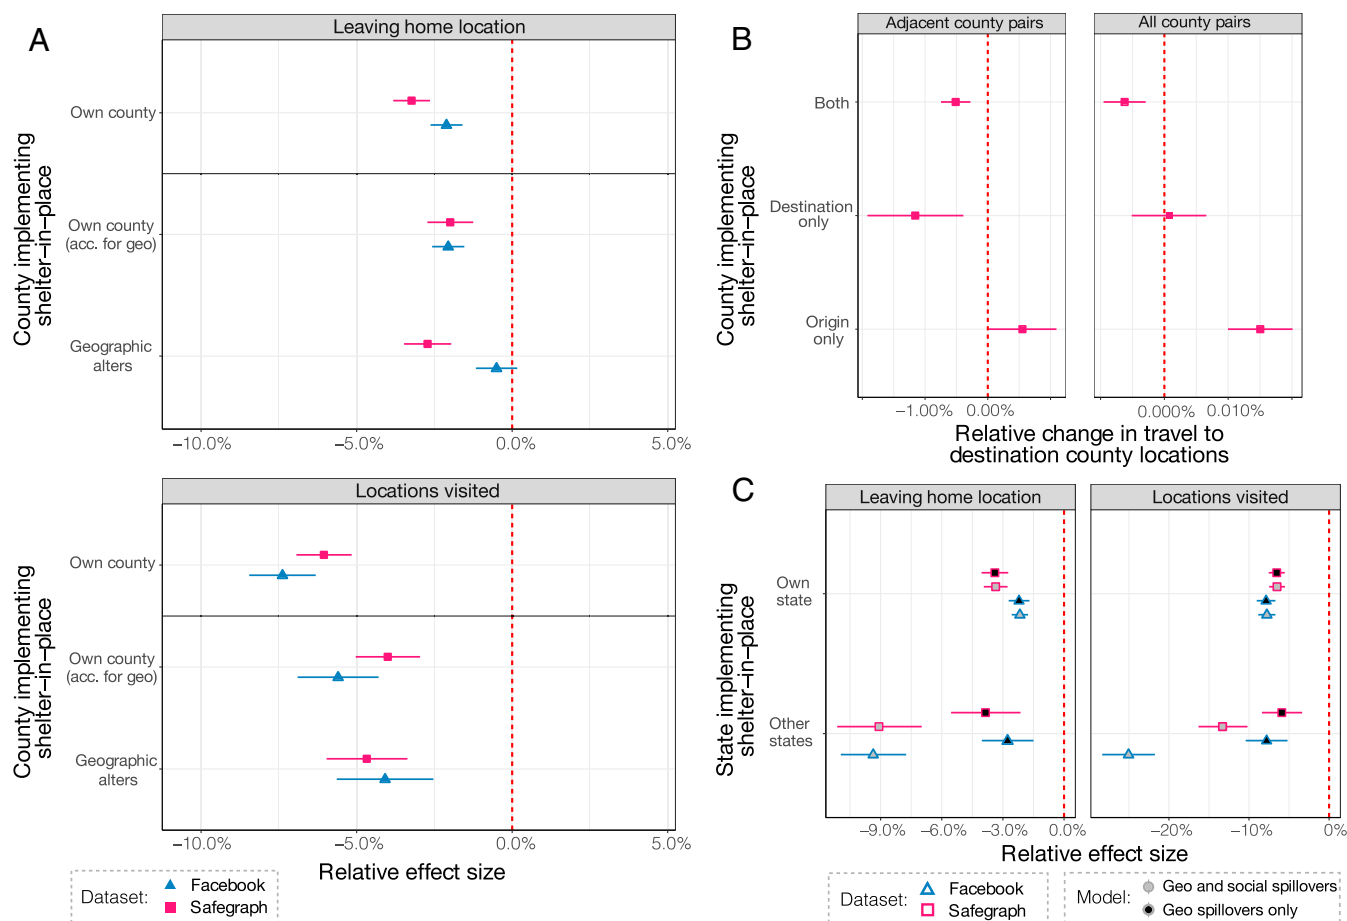 A
Leaving home location
County implementing
shelter−in−place
Own county
Own county
(acc. for geo)
Geographic
alters
−10.0%
−5.0%
0.0%
5.0%
Locations visited
County implementing
shelter−in−place
Own county
Own county
(acc. for geo)
Geographic
alters
−10.0%
−5.0%
0.0%
5.0%
Relative effect size
Dataset:
Facebook
Safegraph
B
Adjacent county pairs
All county pairs
County implementing
shelter−in−place
Both
Destination
only
Origin
only
−1.00%
0.00%
0.000%
0.010%
Relative change in travel to
destination county locations
C
Leaving home location
Locations visited
State implementing
shelter−in−place
Own
state
Other
states
−9.0%
−6.0%
−3.0%
0.0%
−20%
−10%
0%
Relative effect size
Dataset:
Facebook
Safegraph
Model:
Geo and social spillovers
Geo spillovers only